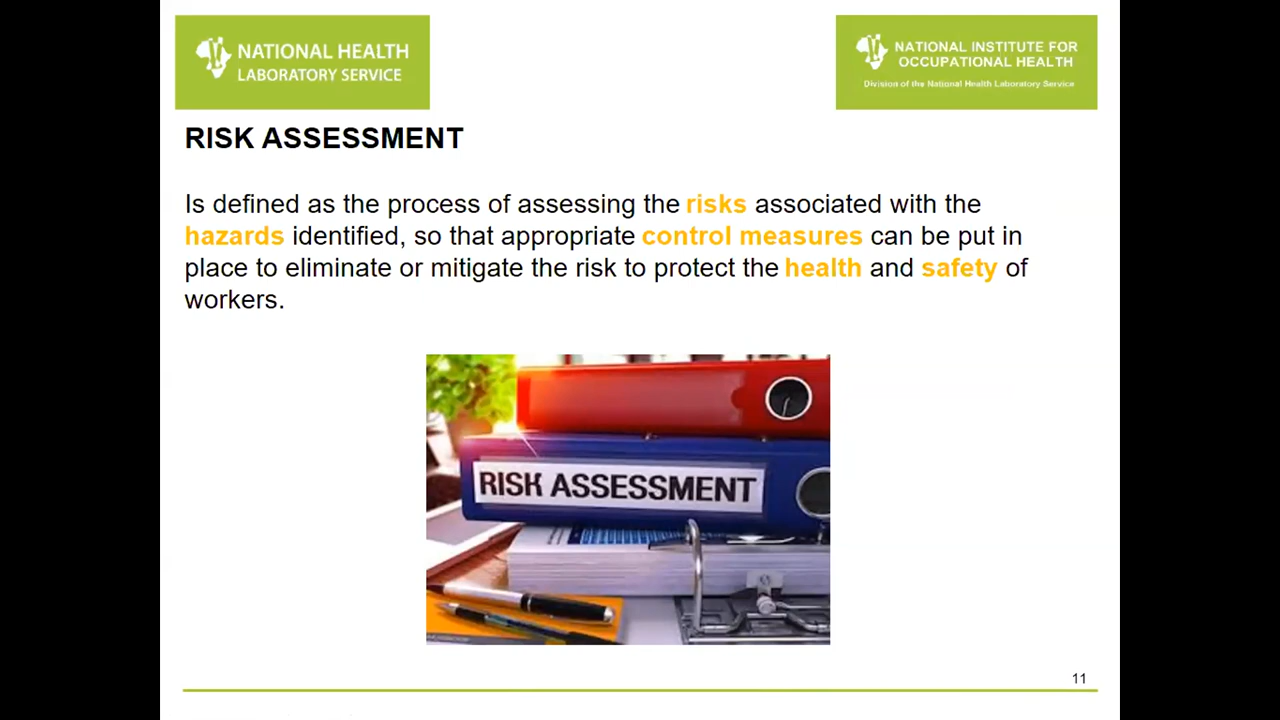 NATIONAL HEALTH
LABORATORY SERVICE
NATIONAL INSTITUTE FOR
OCCUPATIONAL HEALTH
Division of the National Health Laboratory Service
RISK ASSESSMENT
Is defined as the process of assessing the risks associated with the
hazards identified, so that appropriate control measures can be put in
place to eliminate or mitigate the risk to protect the health and safety of
workers.
RISK ASSESSMENT
11